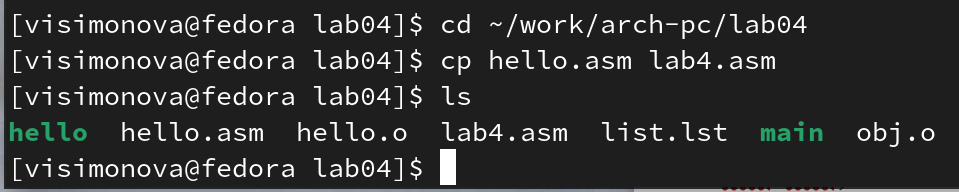 [visimonova@fedora lab04]$ cd ~/work/arch-pc/lab04
[visimonova@fedora lab04]$ cp hello.asm lab4.asm
[visimonova@fedora lab04]$ ls
hello  hello.asm  hello.o  lab4.asm  list.lst  main  obj.o
[visimonova@fedora lab04]$